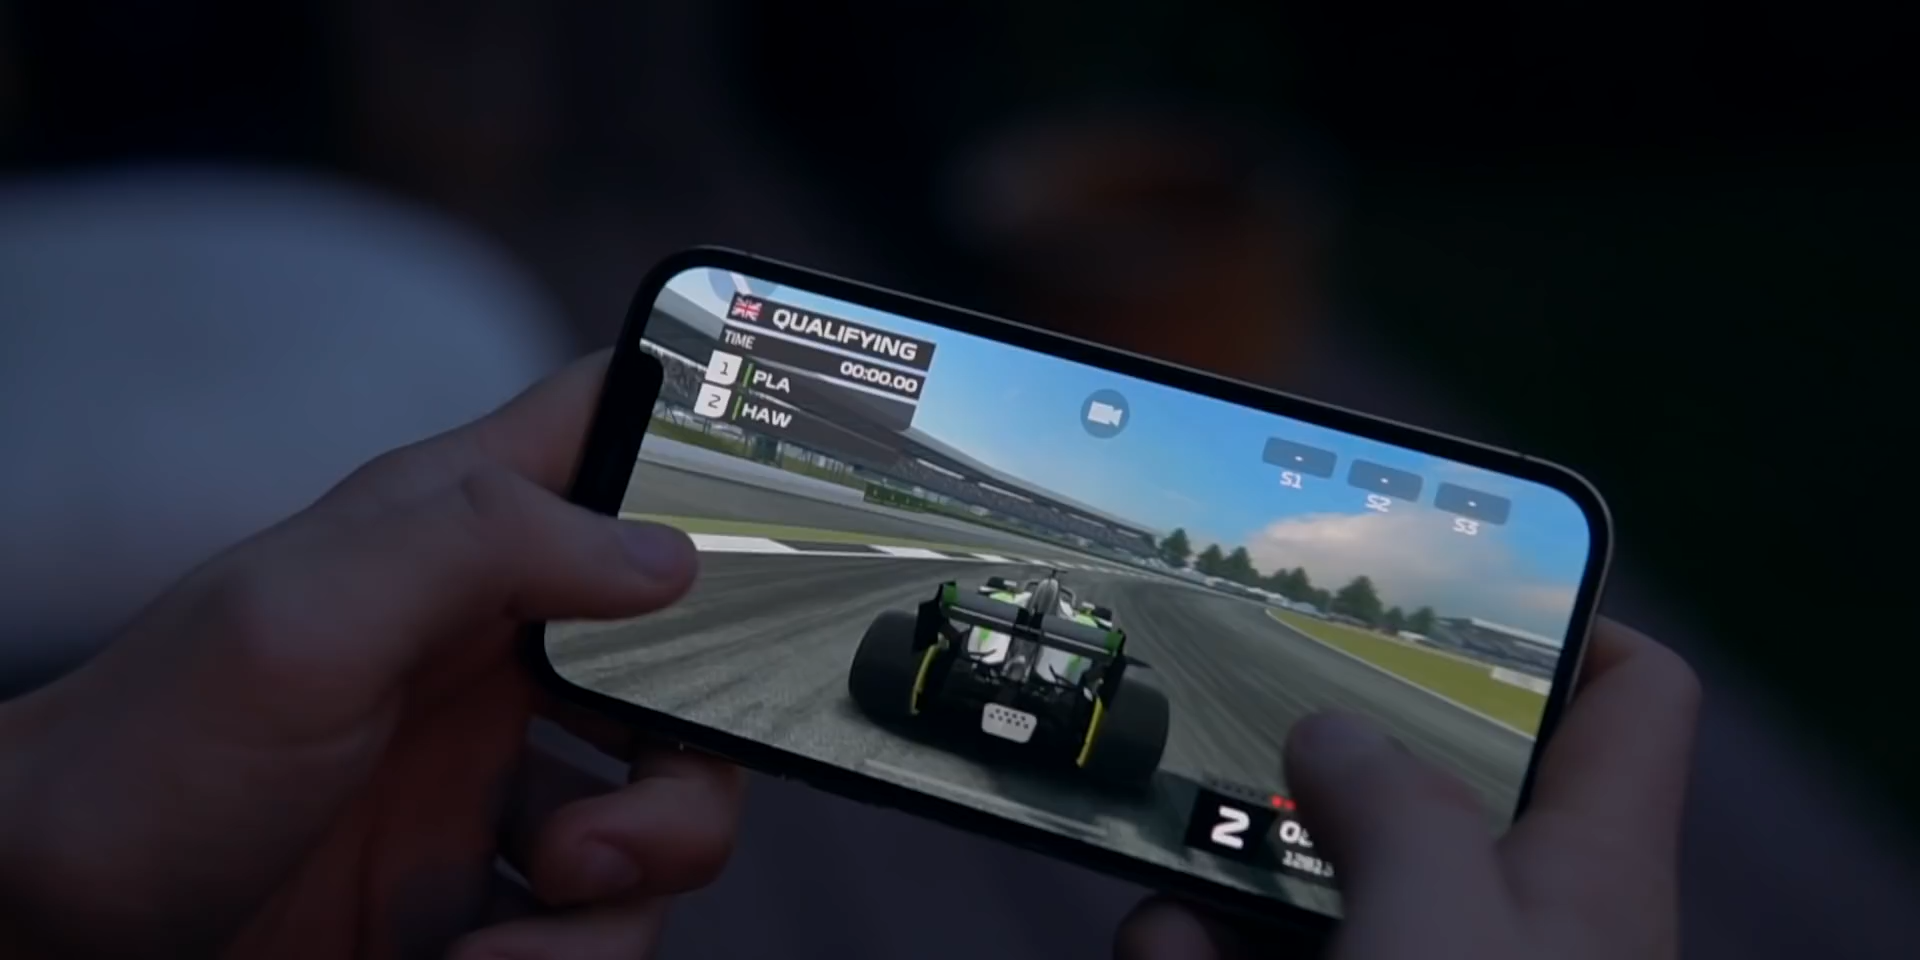 QUALIFYING
TIME
00:00.00
1 PLA
2 HAW
- - -
S1 S2 S3
2